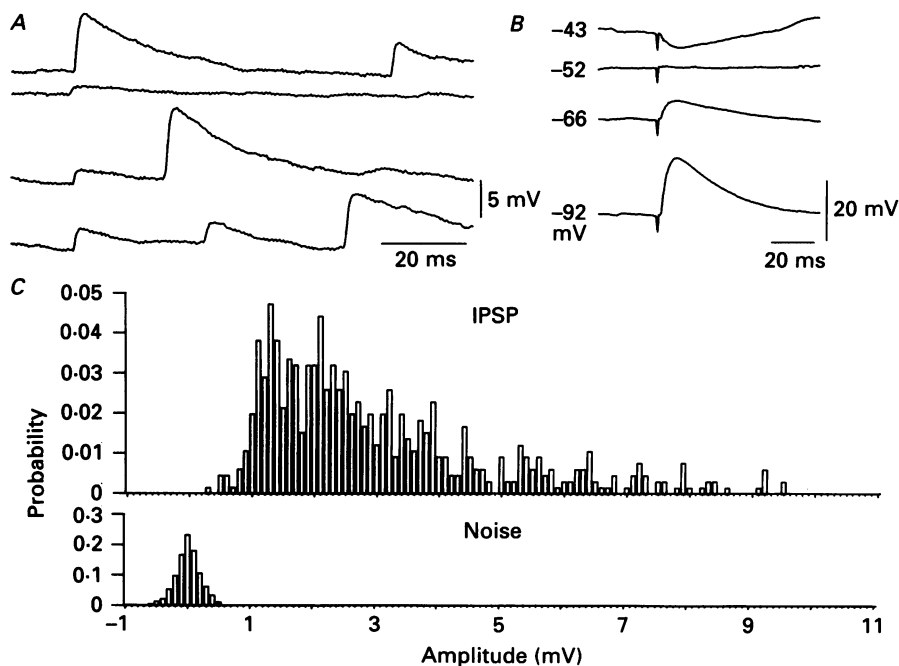 A
5 mV
20 ms
B
–43
–52
–66
–92
mV
20 mV
20 ms
C
IPSP
0·05
0·04
0·03
0·02
0·01
0
Probability
Noise
0·3
0·2
0·1
0
–1 1 3 5 7 9 11
Amplitude (mV)